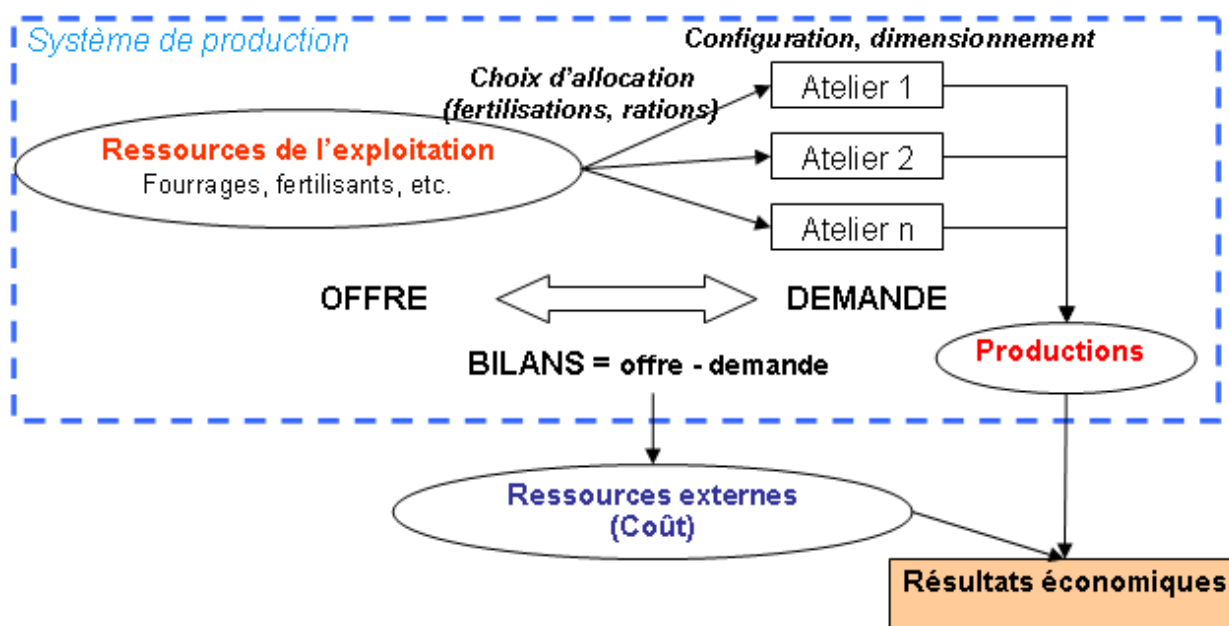 Système de production
Configuration, dimensionnement
Choix d'allocation
(fertilisations, rations)
Atelier 1
Ressources de l'exploitation
Fourrages, fertilisants, etc.
Atelier 2
Atelier n
OFFRE
DEMANDE
BILANS = offre - demande
Productions
Ressources externes
(Coût)
Résultats économiques